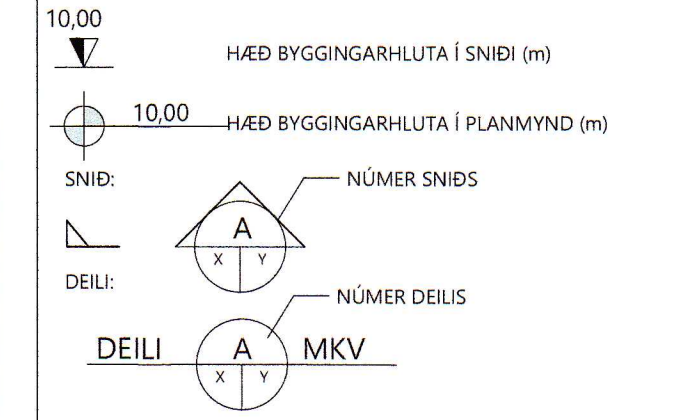 10,00
HÆÐ BYGGINGARHLUTA Í SNIÐI (m)
10,00
HÆÐ BYGGINGARHLUTA Í PLANMYND (m)
SNIÐ:
NÚMER SNIÐS
A
X Y
DEILI:
NÚMER DEILIS
DEILI A MKV
X Y